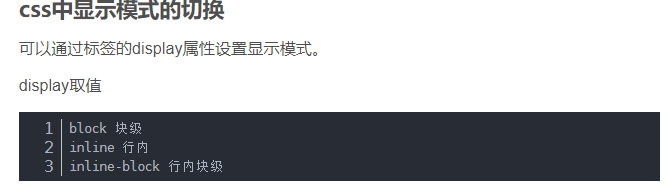 css中显示模式的切换
可以通过标签的display属性设置显示模式。
display取值
1 block 块级
2 inline 行内
3 inline-block 行内块级